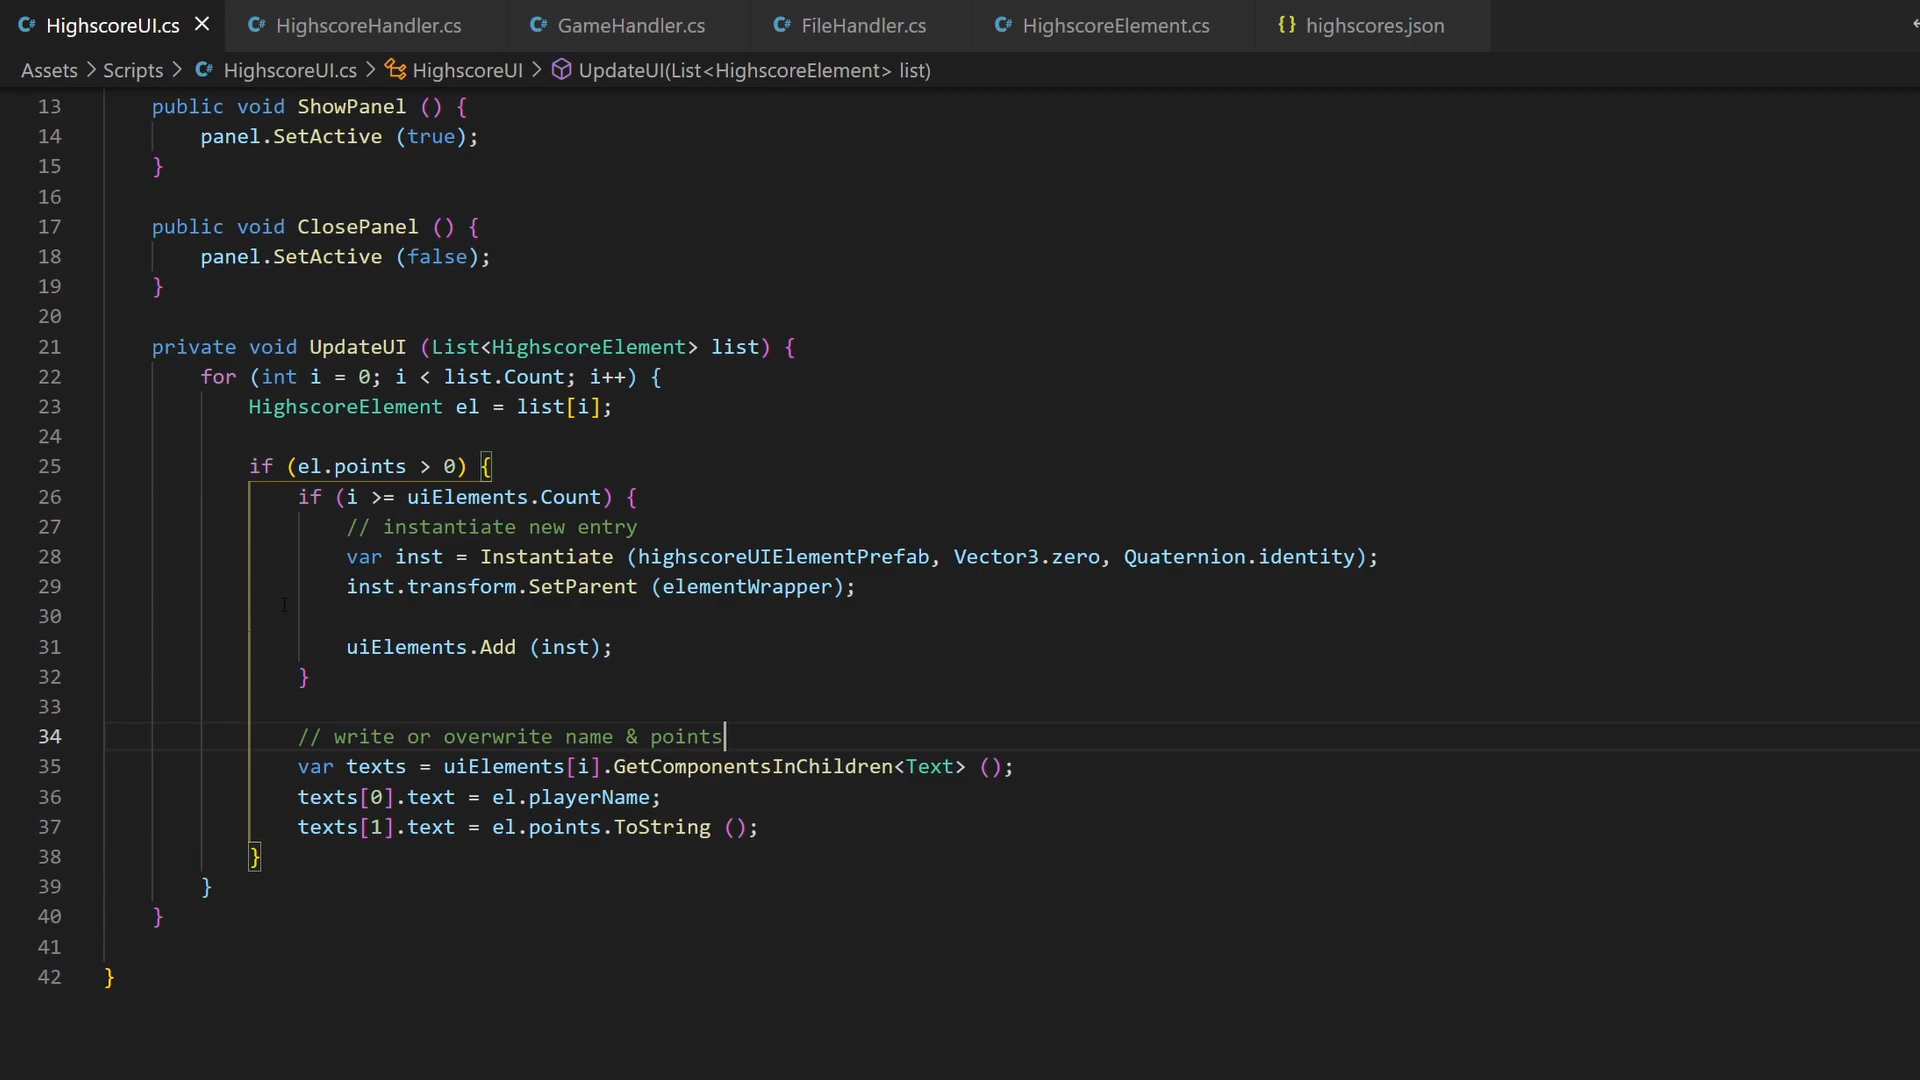 HighscoreUI.cs HighscoreHandler.cs GameHandler.cs FileHandler.cs HighscoreElement.cs {} highscores.json
Assets > Scripts > HighscoreUI.cs > HighscoreUI > UpdateUI(List<HighscoreElement> list)
13 public void ShowPanel () {
14 panel.SetActive (true);
15 }
16
17 public void ClosePanel () {
18 panel.SetActive (false);
19 }
20
21 private void UpdateUI (List<HighscoreElement> list) {
22 for (int i = 0; i < list.Count; i++) {
23 HighscoreElement el = list[i];
24
25 if (el.points > 0) {
26 if (i >= uiElements.Count) {
27 // instantiate new entry
28 var inst = Instantiate (highscoreUIElementPrefab, Vector3.zero, Quaternion.identity);
29 inst.transform.SetParent (elementWrapper);
30
31 uiElements.Add (inst);
32 }
33
34 // write or overwrite name & points
35 var texts = uiElements[i].GetComponentsInChildren<Text> ();
36 texts[0].text = el.playerName;
37 texts[1].text = el.points.ToString ();
38 }
39 }
40 }
41
42 }